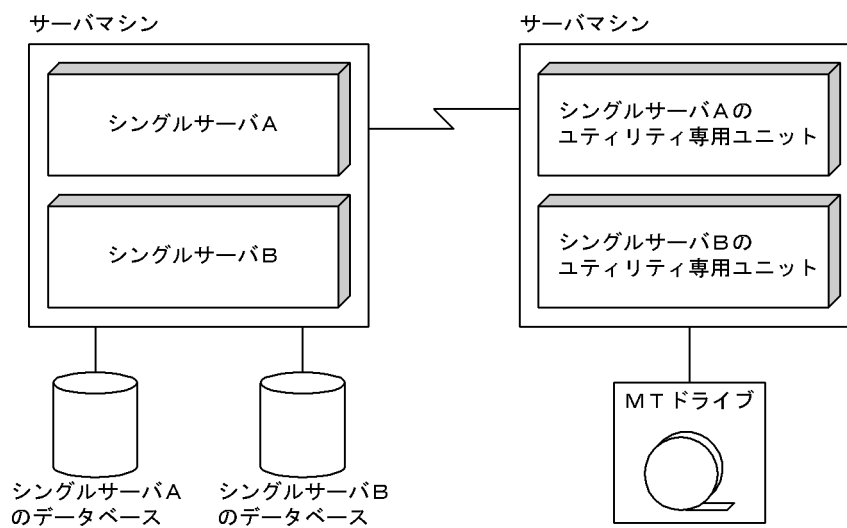 サーバマシン
シングルサーバA
シングルサーバB
シングルサーバA
のデータベース
シングルサーバB
のデータベース
サーバマシン
シングルサーバAの
ユティリティ専用ユニット
シングルサーバBの
ユティリティ専用ユニット
MTドライブ